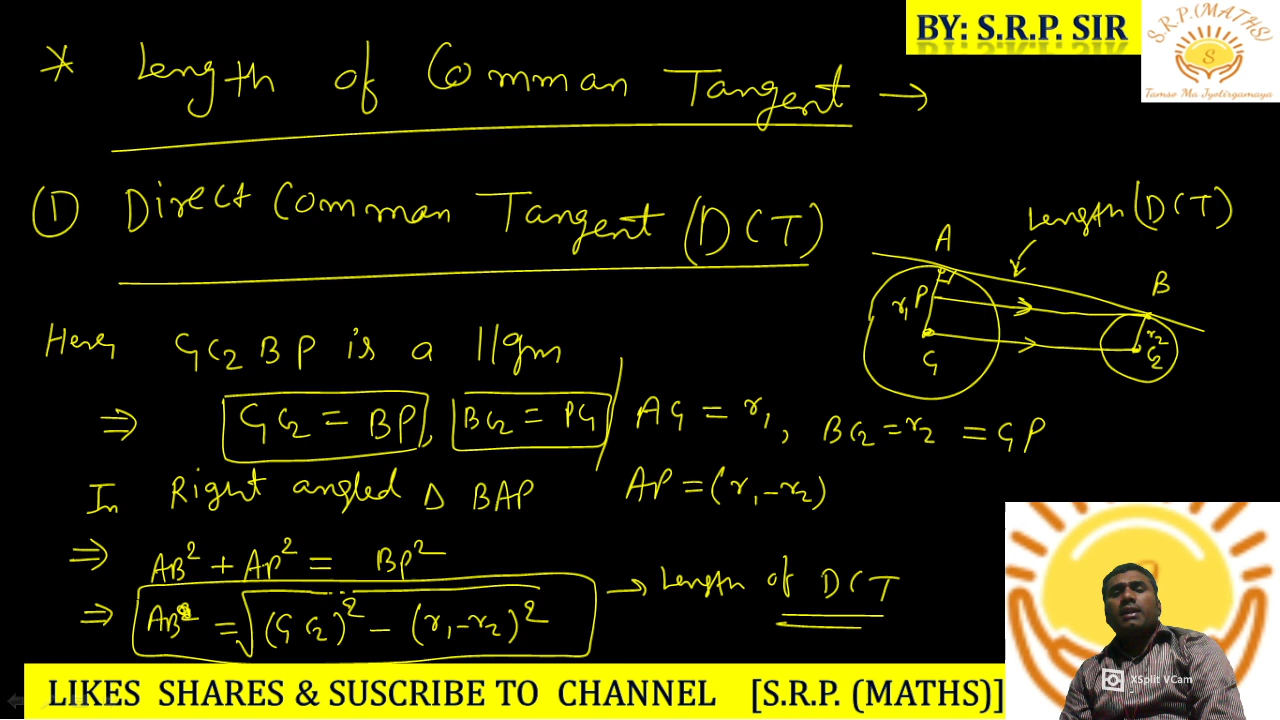 BY: S.R.P. SIR
S.R.P.(MATHS)
S
Tamso Ma Jyotirgamaya
* Length of Comman Tangent →
① Direct Comman Tangent (DCT)
Length (DCT)
A
B
P
r₁
r₂
C₁
C₂
Here, C₁C₂BP is a ||gm
⇒ C₁C₂ = BP, BC₂ = PC₁ / AC₁ = r₁, BC₂ = r₂ = C₁P
In Right angled Δ BAP AP = (r₁-r₂)
⇒ AB² + AP² = BP²
⇒ AB = √(C₁C₂)² - (r₁-r₂)² → Length of DCT
LIKES SHARES & SUSCRIBE TO CHANNEL [S.R.P. (MATHS)]
XSplit VCam